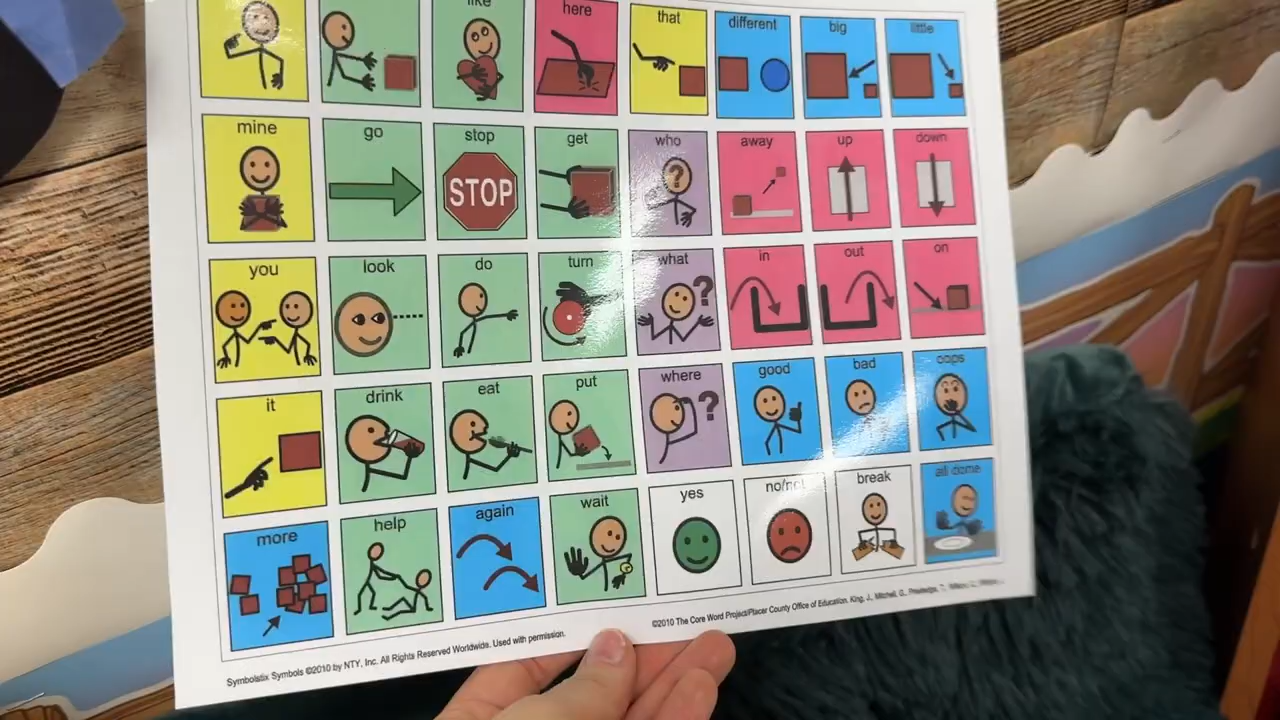 like here that different big little
mine go stop get who away up down
STOP
you look do turn what in out on
it drink eat put where good bad oops
more help again wait yes no/not break all done
Symbolstix Symbols ©2010 by NTY, Inc. All Rights Reserved Worldwide. Used with permission.
©2010 The Core Word Project/Placer County Office of Education. King, J., Mitchell, G.,